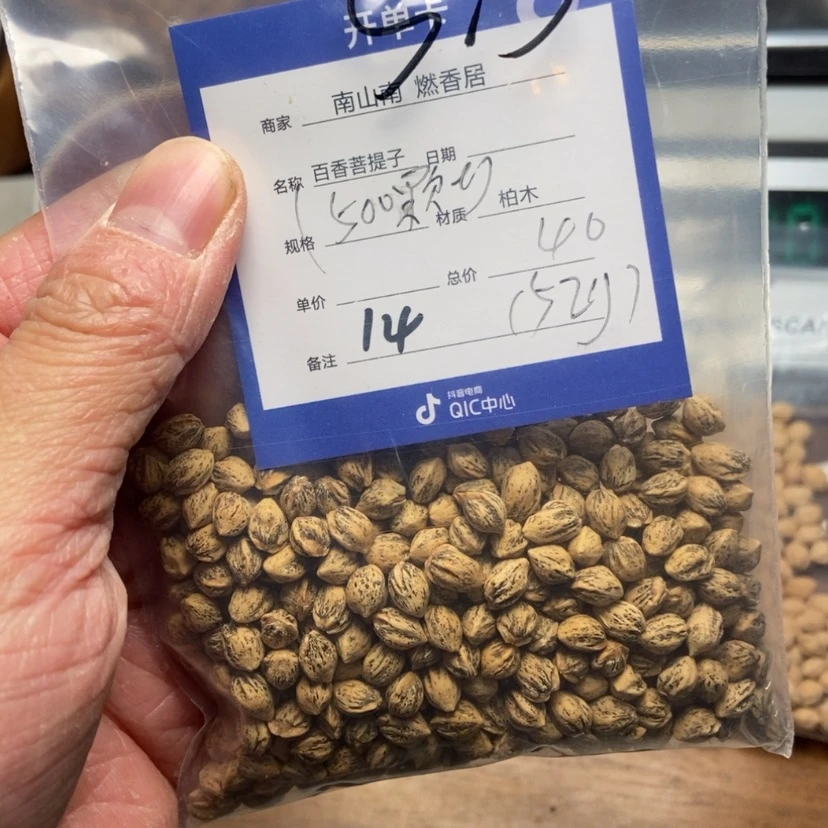 开单卡
商家 南山南 燃香居
名称 百香菩提子 日期
规格 500颗 材质 柏木
单价 总价 40
14 (52g)
备注
抖音电商
QIC中心
SCAN